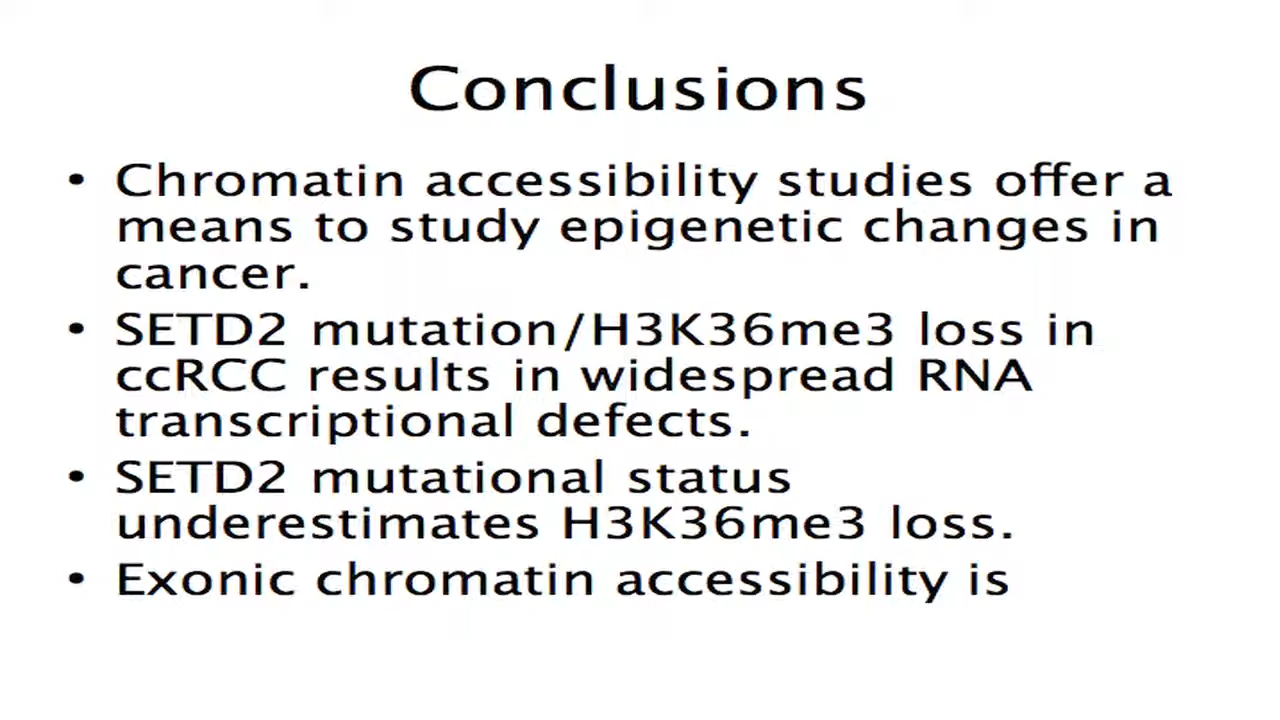 Conclusions
• Chromatin accessibility studies offer a
means to study epigenetic changes in
cancer.
• SETD2 mutation/H3K36me3 loss in
ccRCC results in widespread RNA
transcriptional defects.
• SETD2 mutational status
underestimates H3K36me3 loss.
• Exonic chromatin accessibility is